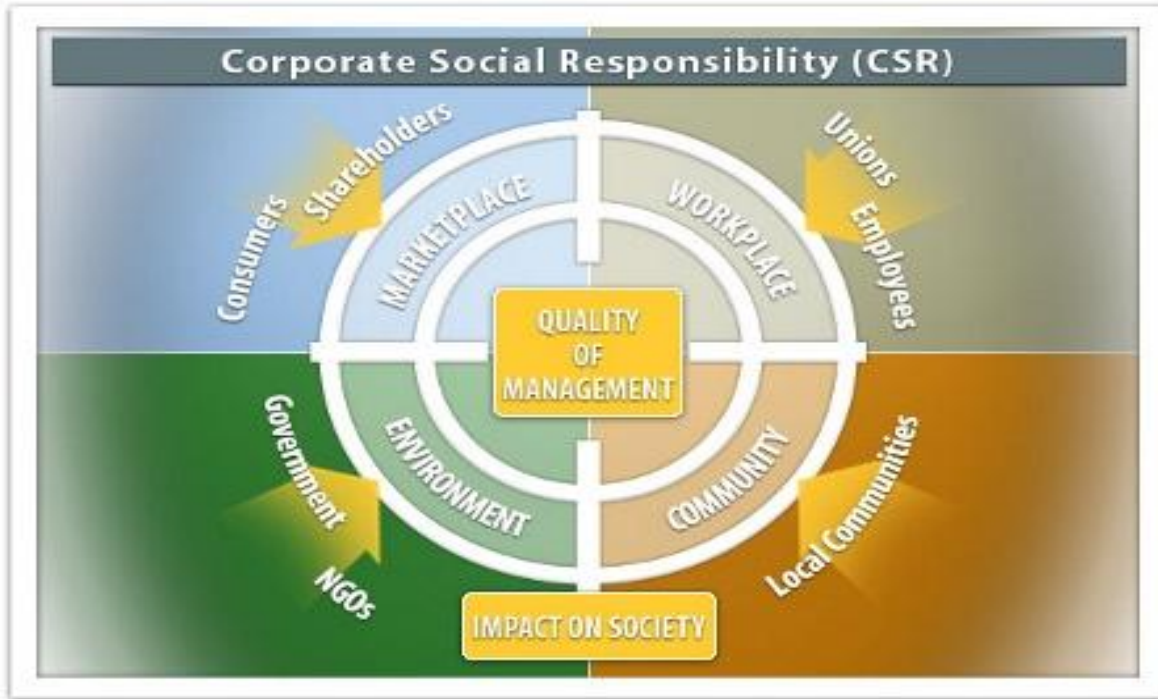 Corporate Social Responsibility (CSR)
Consumers
Shareholders
MARKETPLACE
WORKPLACE
Unions
Employees
QUALITY
OF
MANAGEMENT
Government
NGOs
ENVIRONMENT
COMMUNITY
Local Communities
IMPACT ON SOCIETY